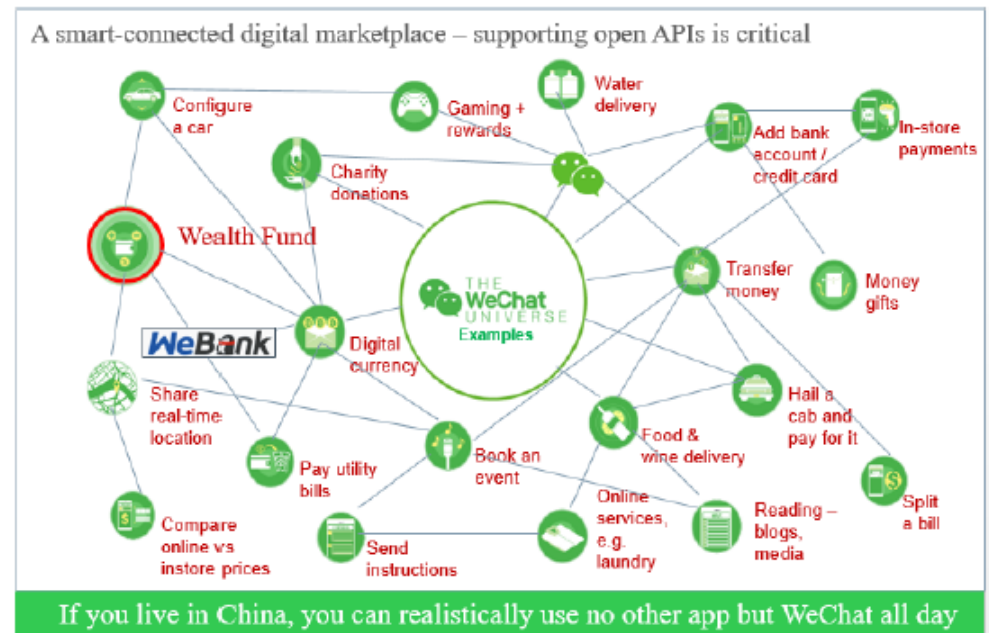 A smart-connected digital marketplace – supporting open APIs is critical
Configure
a car
Gaming +
rewards
Water
delivery
Add bank
account /
credit card
In-store
payments
Charity
donations
Wealth Fund
THE
WeChat
UNIVERSE
Examples
Transfer
money
Money
gifts
WeBank
Digital
currency
Share
real-time
location
Hail a
cab and
pay for it
Pay utility
bills
Book an
event
Food &
wine delivery
Compare
online vs
instore prices
Send
instructions
Online
services,
e.g.
laundry
Reading –
blogs,
media
Split
a bill
If you live in China, you can realistically use no other app but WeChat all day